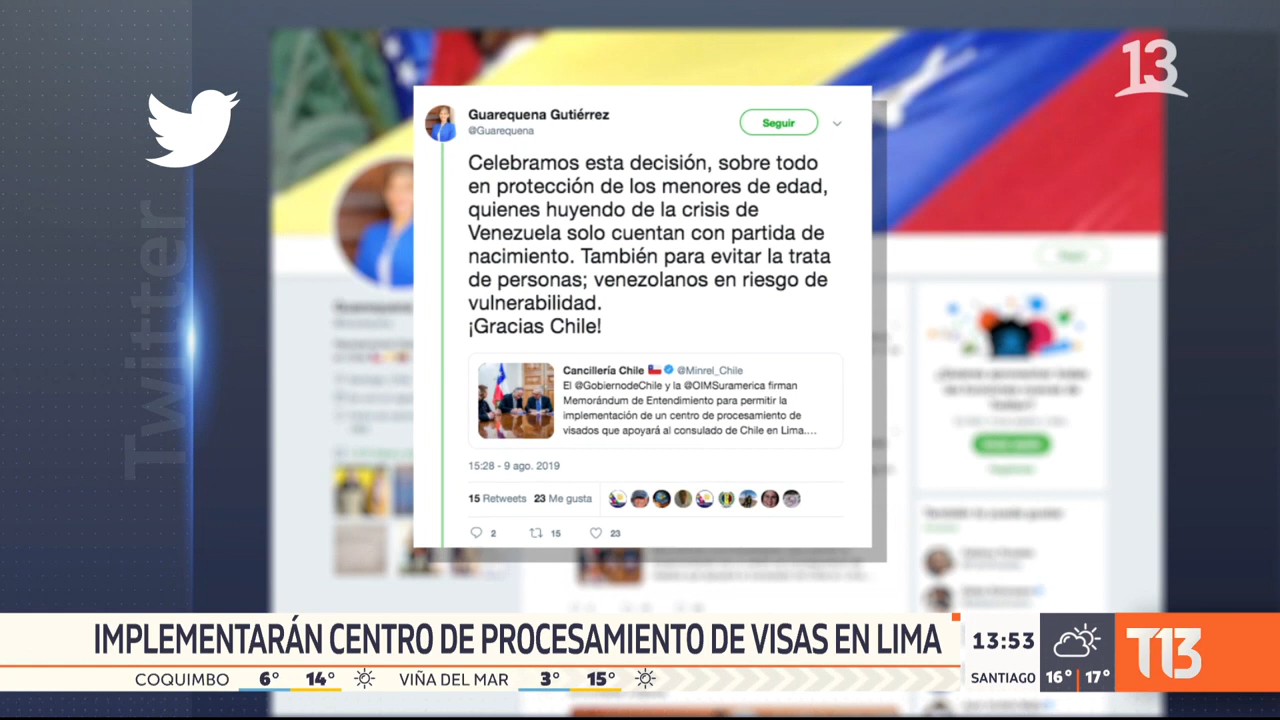 13
Twitter
Guarequena Gutiérrez
@Guarequena
Seguir
Celebramos esta decisión, sobre todo
en protección de los menores de edad,
quienes huyendo de la crisis de
Venezuela solo cuentan con partida de
nacimiento. También para evitar la trata
de personas; venezolanos en riesgo de
vulnerabilidad.
¡Gracias Chile!
Cancillería Chile @Minrel_Chile
El @GobiernodeChile y la @OIMSuramerica firman
Memorándum de Entendimiento para permitir la
implementación de un centro de procesamiento de
visados que apoyará al consulado de Chile en Lima....
15:28 - 9 ago. 2019
15 Retweets 23 Me gusta
2 15 23
IMPLEMENTARÁN CENTRO DE PROCESAMIENTO DE VISAS EN LIMA
13:53
SANTIAGO 16° 17°
T13
COQUIMBO 6° 14° VIÑA DEL MAR 3° 15°